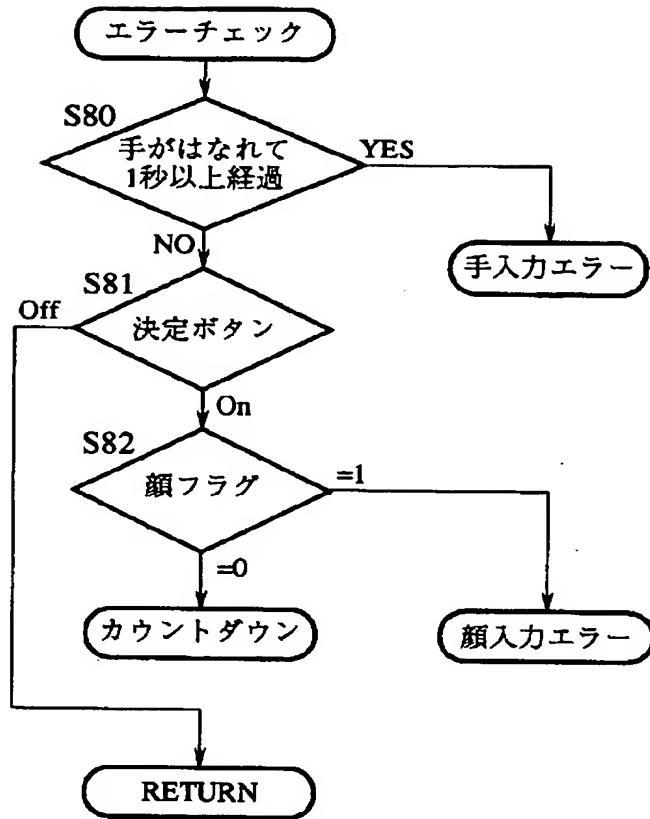 エラーチェック
S80
手がはなれて
1秒以上経過
YES
NO
手入力エラー
S81
Off
決定ボタン
On
S82
顔フラグ
=1
=0
カウントダウン
顔入力エラー
RETURN